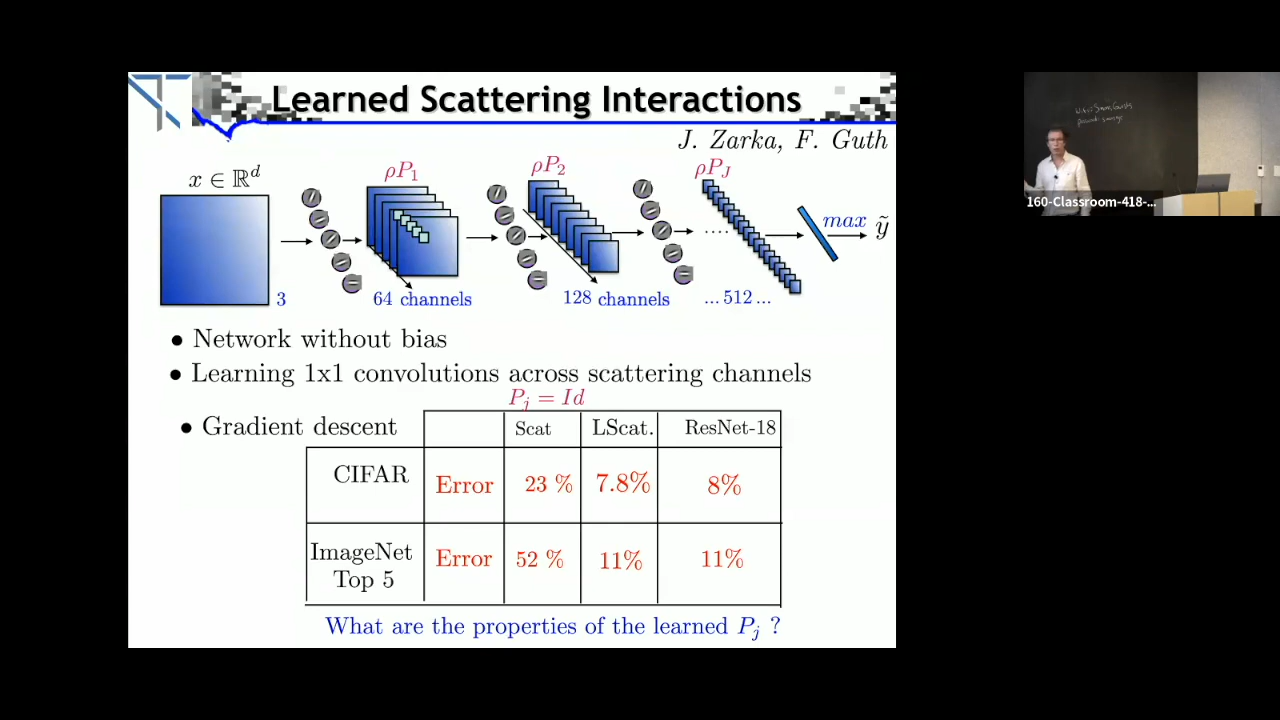 Learned Scattering Interactions
J. Zarka, F. Guth
x ∈ ℝ^d
ρP_1
ρP_2
ρP_J
....
max ỹ
3
64 channels
128 channels
...512...
• Network without bias
• Learning 1x1 convolutions across scattering channels
P_j = Id
• Gradient descent
Scat LScat. ResNet-18
CIFAR Error 23 % 7.8% 8%
ImageNet Top 5 Error 52 % 11% 11%
What are the properties of the learned P_j ?
160-Classroom-418-...